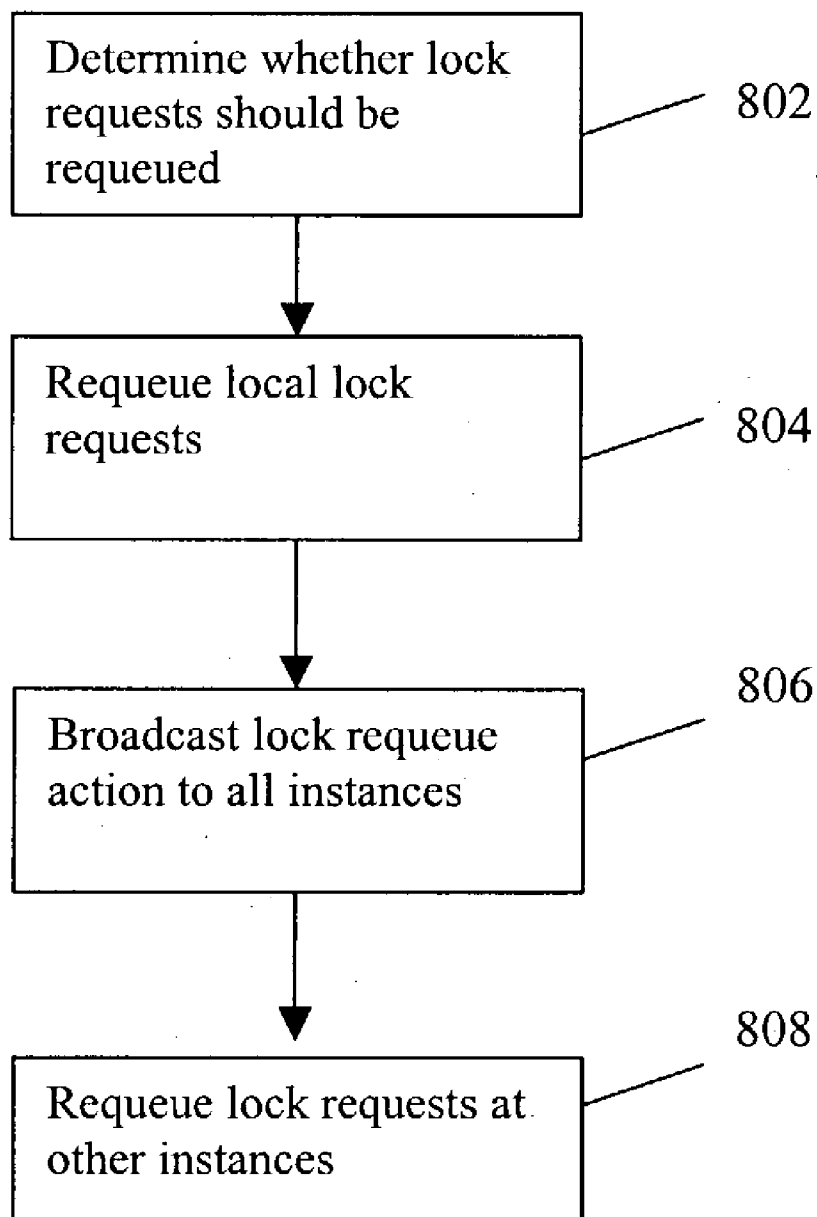 Determine whether lock
requests should be
requeued
802
Requeue local lock
requests
804
Broadcast lock requeue
action to all instances
806
Requeue lock requests at
other instances
808